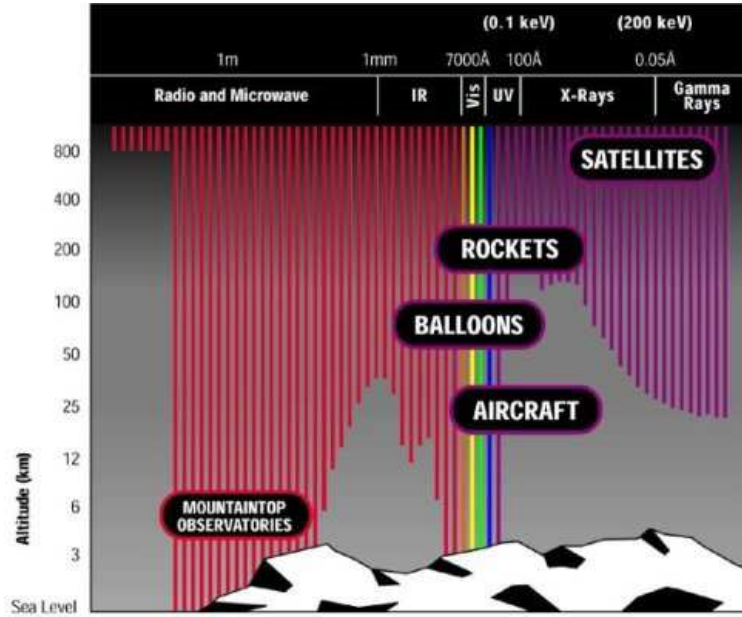 (0.1 keV) (200 keV)
1m 1mm 7000Å 100Å 0.05Å
Radio and Microwave IR Vis UV X-Rays Gamma
Rays
800
SATELLITES
400
200
ROCKETS
100
BALLOONS
50
25
AIRCRAFT
12
6
MOUNTAINTOP
OBSERVATORIES
3
Sea Level
Altitude (km)